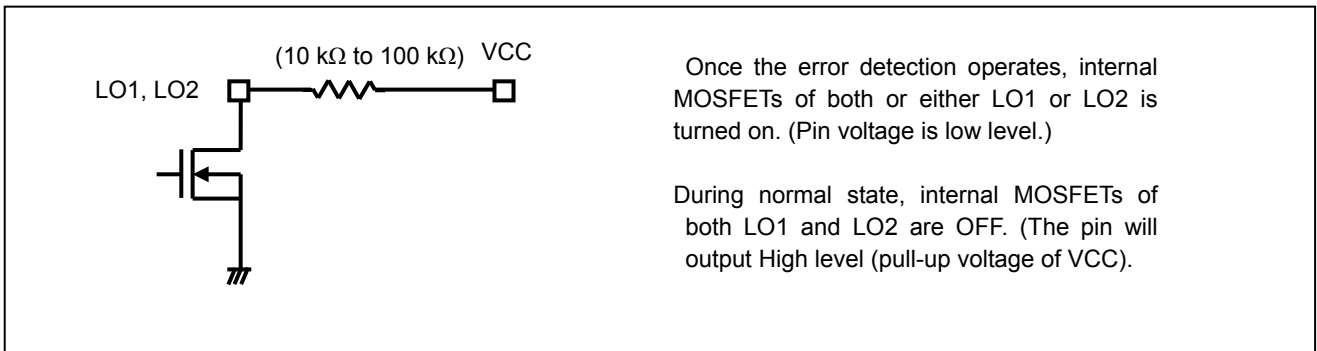 (10 kΩ to 100 kΩ) VCC
LO1, LO2
Once the error detection operates, internal
MOSFETs of both or either LO1 or LO2 is
turned on. (Pin voltage is low level.)
During normal state, internal MOSFETs of
both LO1 and LO2 are OFF. (The pin will
output High level (pull-up voltage of VCC).